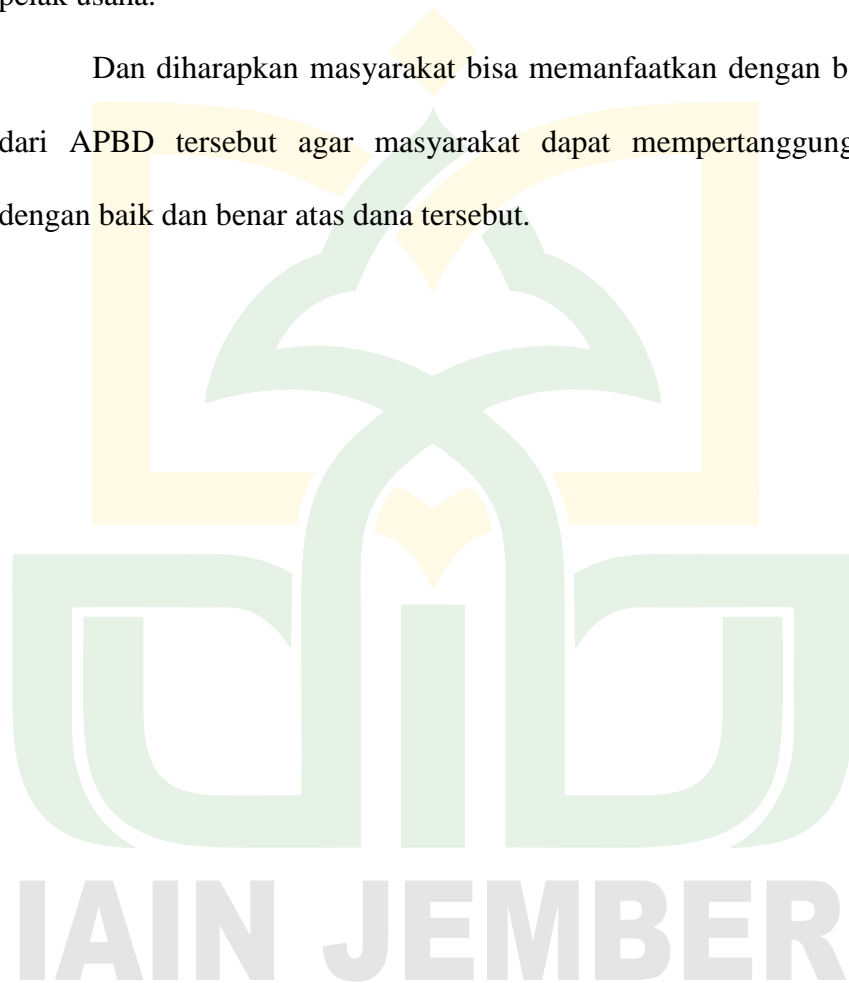 Dan diharapkan masyarakat bisa memanfaatkan dengan b
dari APBD tersebut agar masyarakat dapat mempertanggung
dengan baik dan benar atas dana tersebut.
IAIN JEMBER